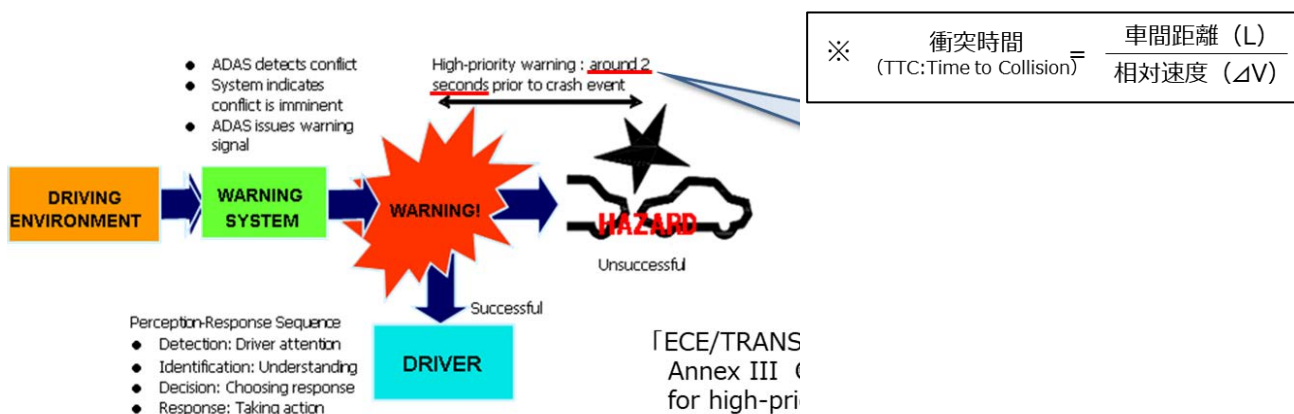 ● ADAS detects conflict
● System indicates
conflict is imminent
● ADAS issues warning
signal
High-priority warning : around 2
seconds prior to crash event
※ 衝突時間
(TTC:Time to Collision)
=
車間距離（L）
相対速度（⊿V）
DRIVING
ENVIRONMENT
WARNING
SYSTEM
WARNING!
HAZARD
Unsuccessful
Successful
DRIVER
Perception-Response Sequence
● Detection: Driver attention
● Identification: Understanding
● Decision: Choosing response
● Response: Taking action
「ECE/TRANS
Annex III
for high-pri